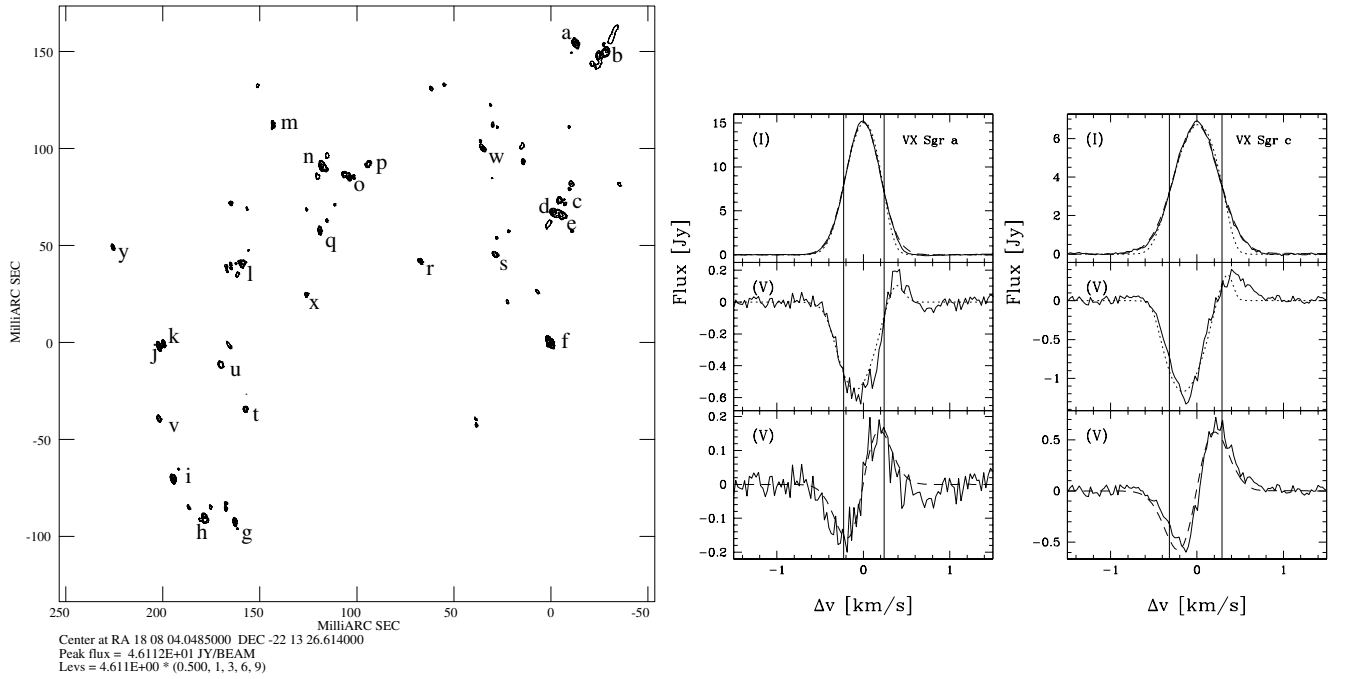 150
100
50
0
-50
-100
MilliARC SEC
a
b
m
n
p
o
w
d
c
e
q
y
l
r
s
x
k
j
f
u
t
v
i
h
g
250
200
150
100
50
0
-50
MilliARC SEC
Center at RA 18 08 04.0485000 DEC -22 13 26.614000
Peak flux = 4.6112E+01 JY/BEAM
Levs = 4.611E+00 * (0.500, 1, 3, 6, 9)
Flux [Jy]
(I)
VX Sgr a
15
10
5
0
(V)
0.2
0
−0.2
−0.4
−0.6
(V)
0.2
0.1
0
−0.1
−0.2
−1
0
1
Δv [km/s]
Flux [Jy]
(I)
VX Sgr c
6
4
2
0
(V)
0
−0.5
−1
(V)
0.5
0
−0.5
−1
0
1
Δv [km/s]